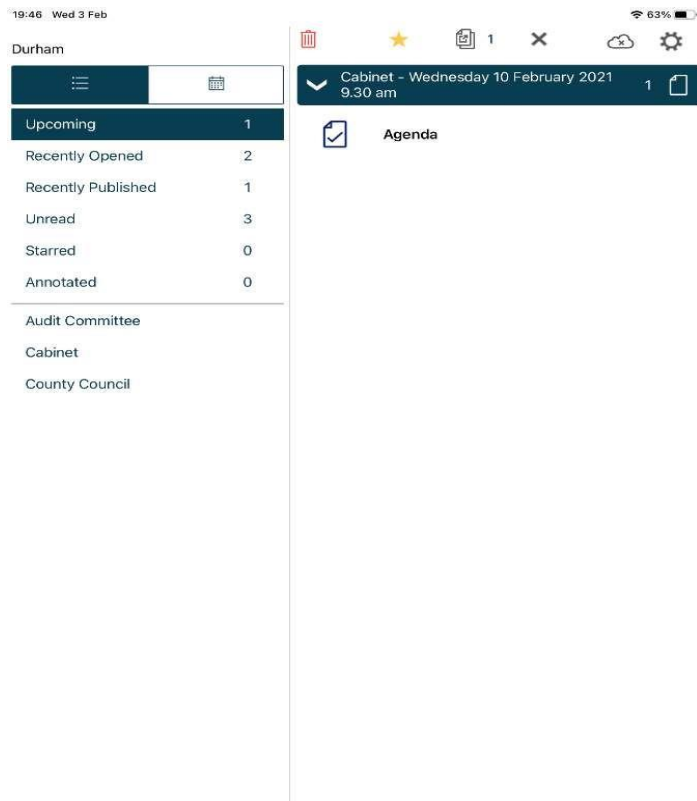 19:46 Wed 3 Feb
63%
Durham
1
Upcoming 1
Recently Opened 2
Recently Published 1
Unread 3
Starred 0
Annotated 0
Audit Committee
Cabinet
County Council
Cabinet - Wednesday 10 February 2021
9.30 am
1
Agenda